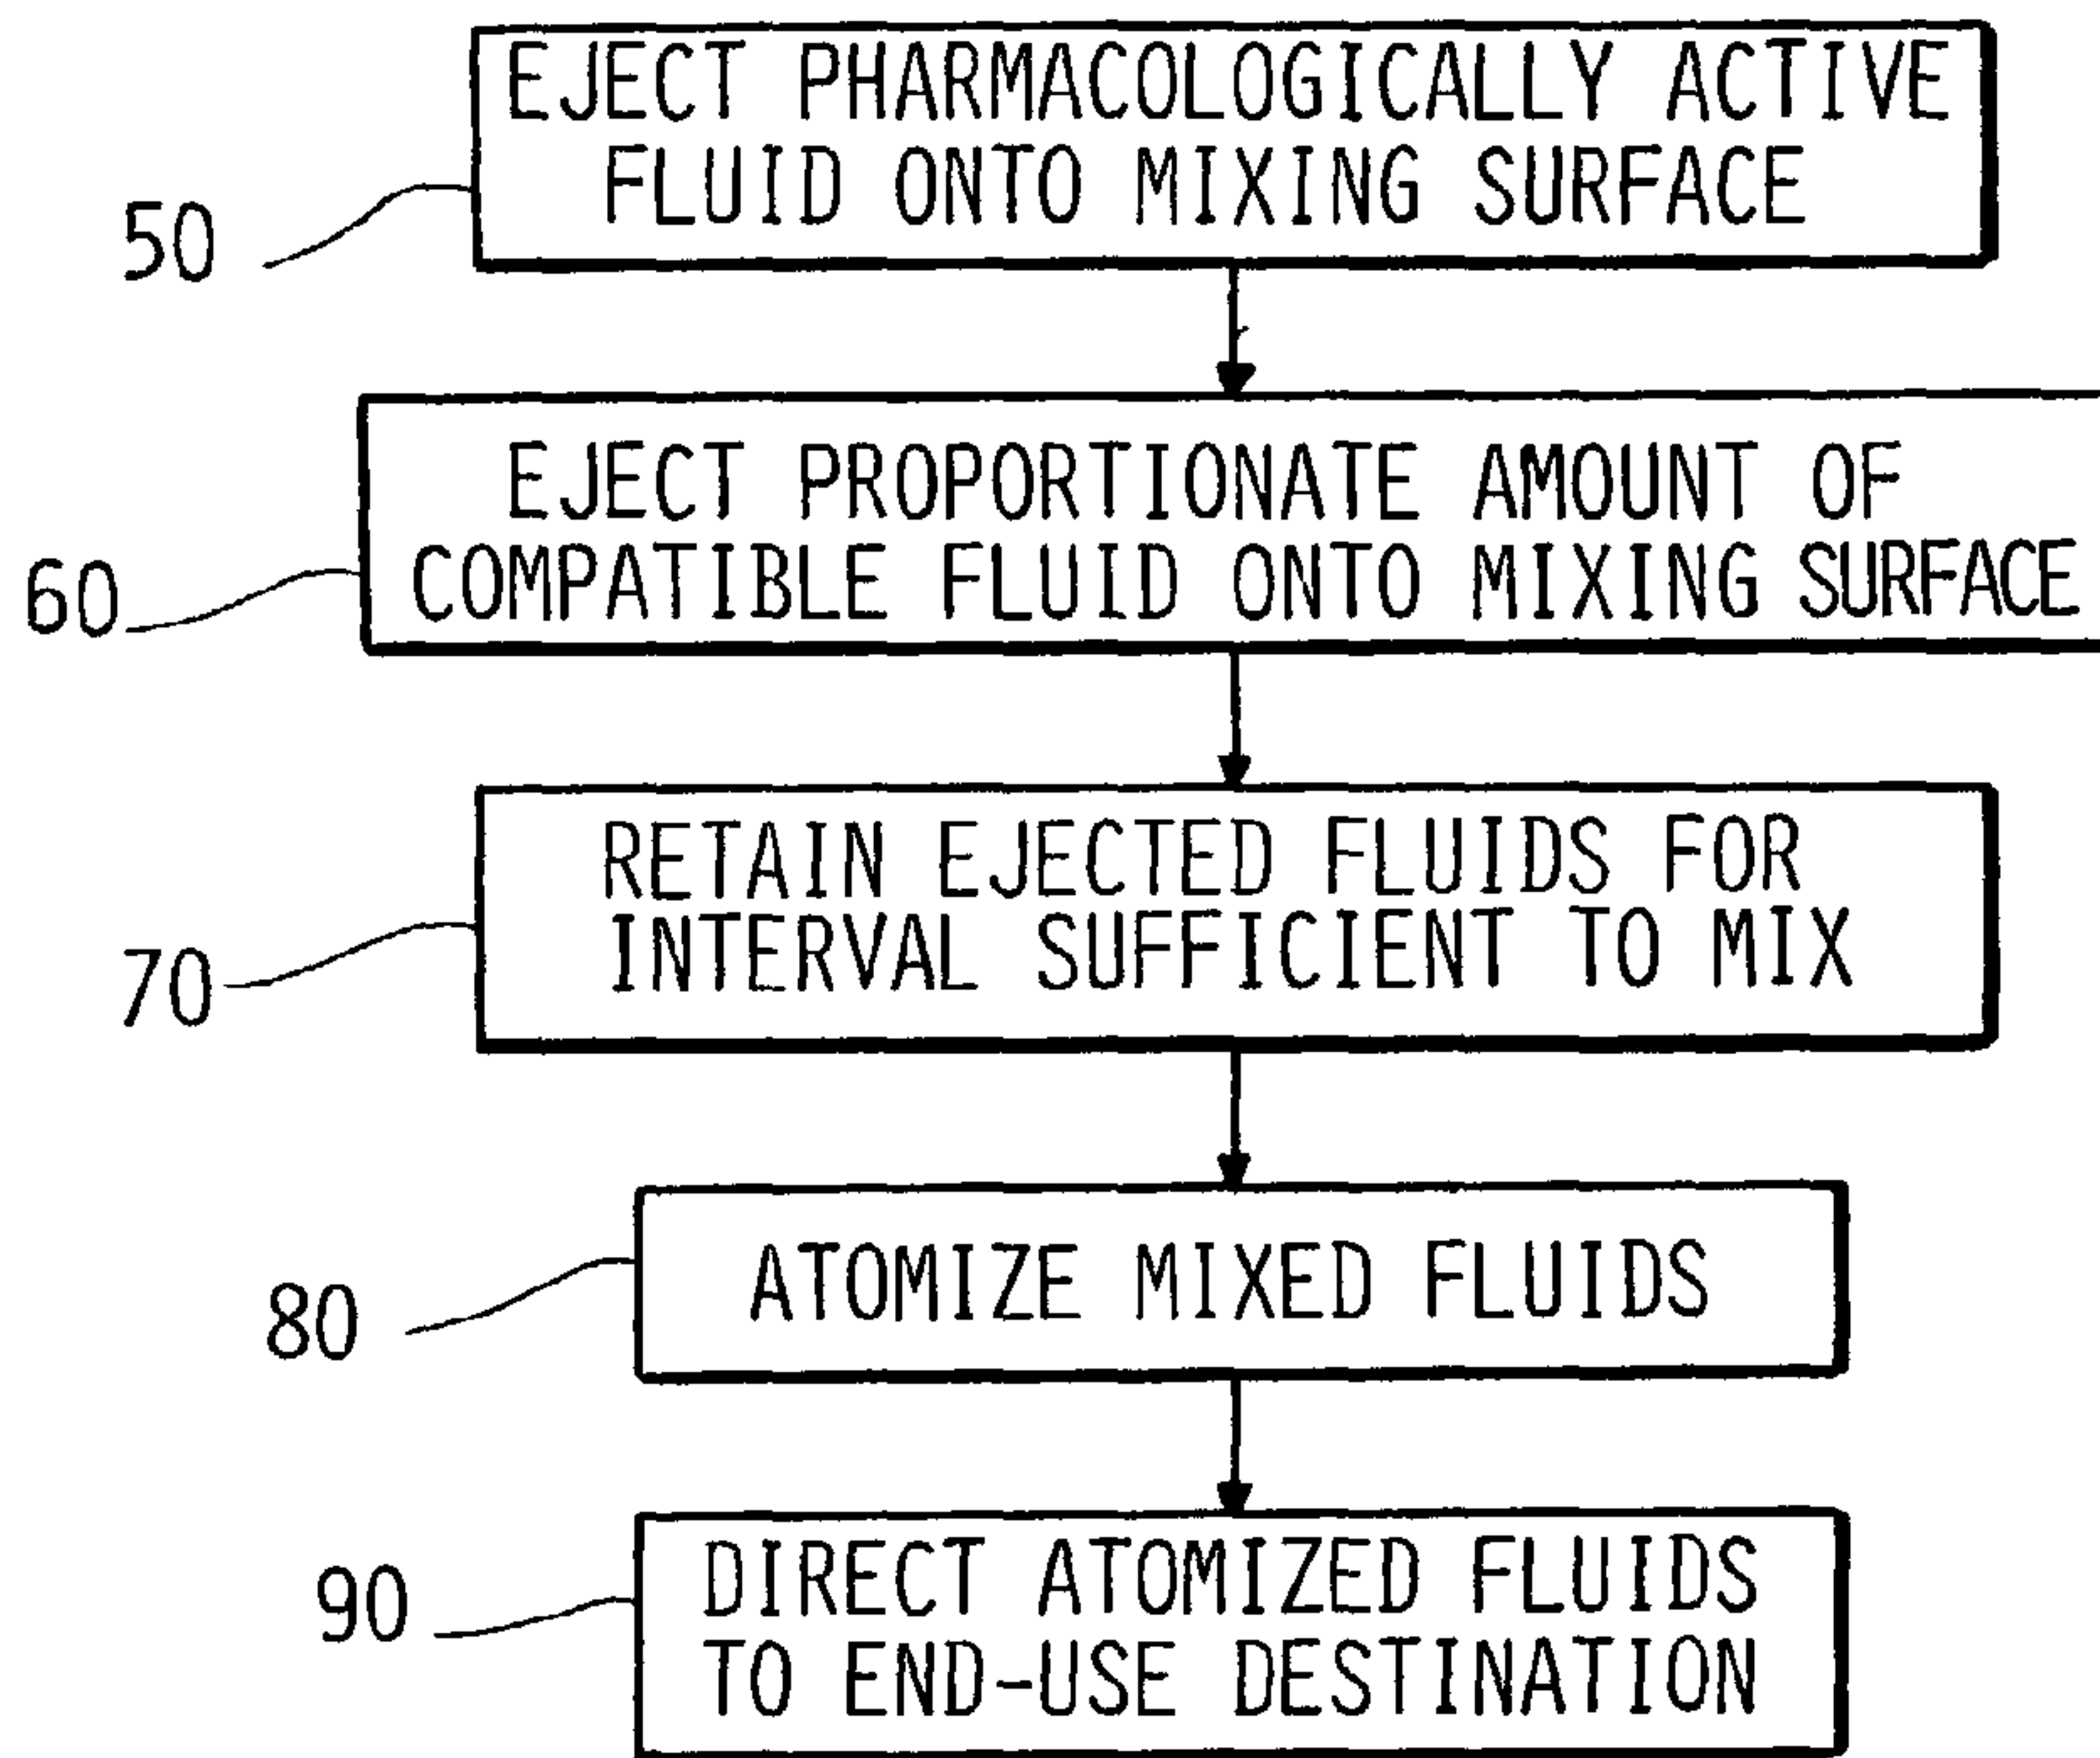 EJECT PHARMACOLOGICALLY ACTIVE
FLUID ONTO MIXING SURFACE
50
EJECT PROPORTIONATE AMOUNT OF
COMPATIBLE FLUID ONTO MIXING SURFACE
60
RETAIN EJECTED FLUIDS FOR
INTERVAL SUFFICIENT TO MIX
70
ATOMIZE MIXED FLUIDS
80
DIRECT ATOMIZED FLUIDS
TO END-USE DESTINATION
90